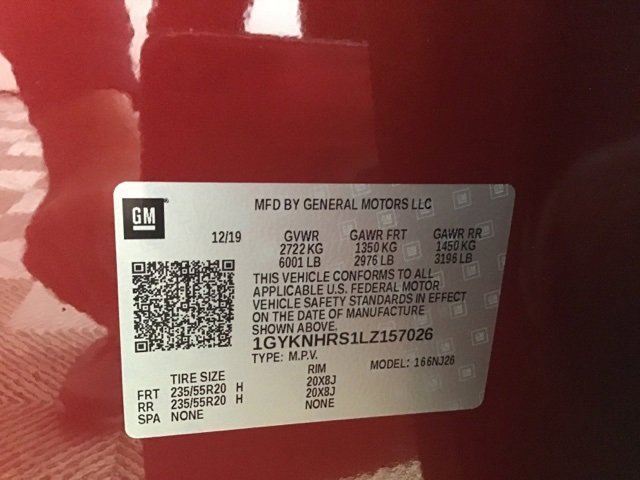 GM
MFD BY GENERAL MOTORS LLC
12/19 GVWR GAWR FRT GAWR RR
2722 KG 1350 KG 1450 KG
6001 LB 2976 LB 3196 LB
THIS VEHICLE CONFORMS TO ALL
APPLICABLE U.S. FEDERAL MOTOR
VEHICLE SAFETY STANDARDS IN EFFECT
ON THE DATE OF MANUFACTURE
SHOWN ABOVE.
1GYKNHRS1LZ157026
TYPE: M.P.V. MODEL: 166NJ26
TIRE SIZE RIM
FRT 235/55R20 H 20X8J
RR 235/55R20 H 20X8J
SPA NONE NONE